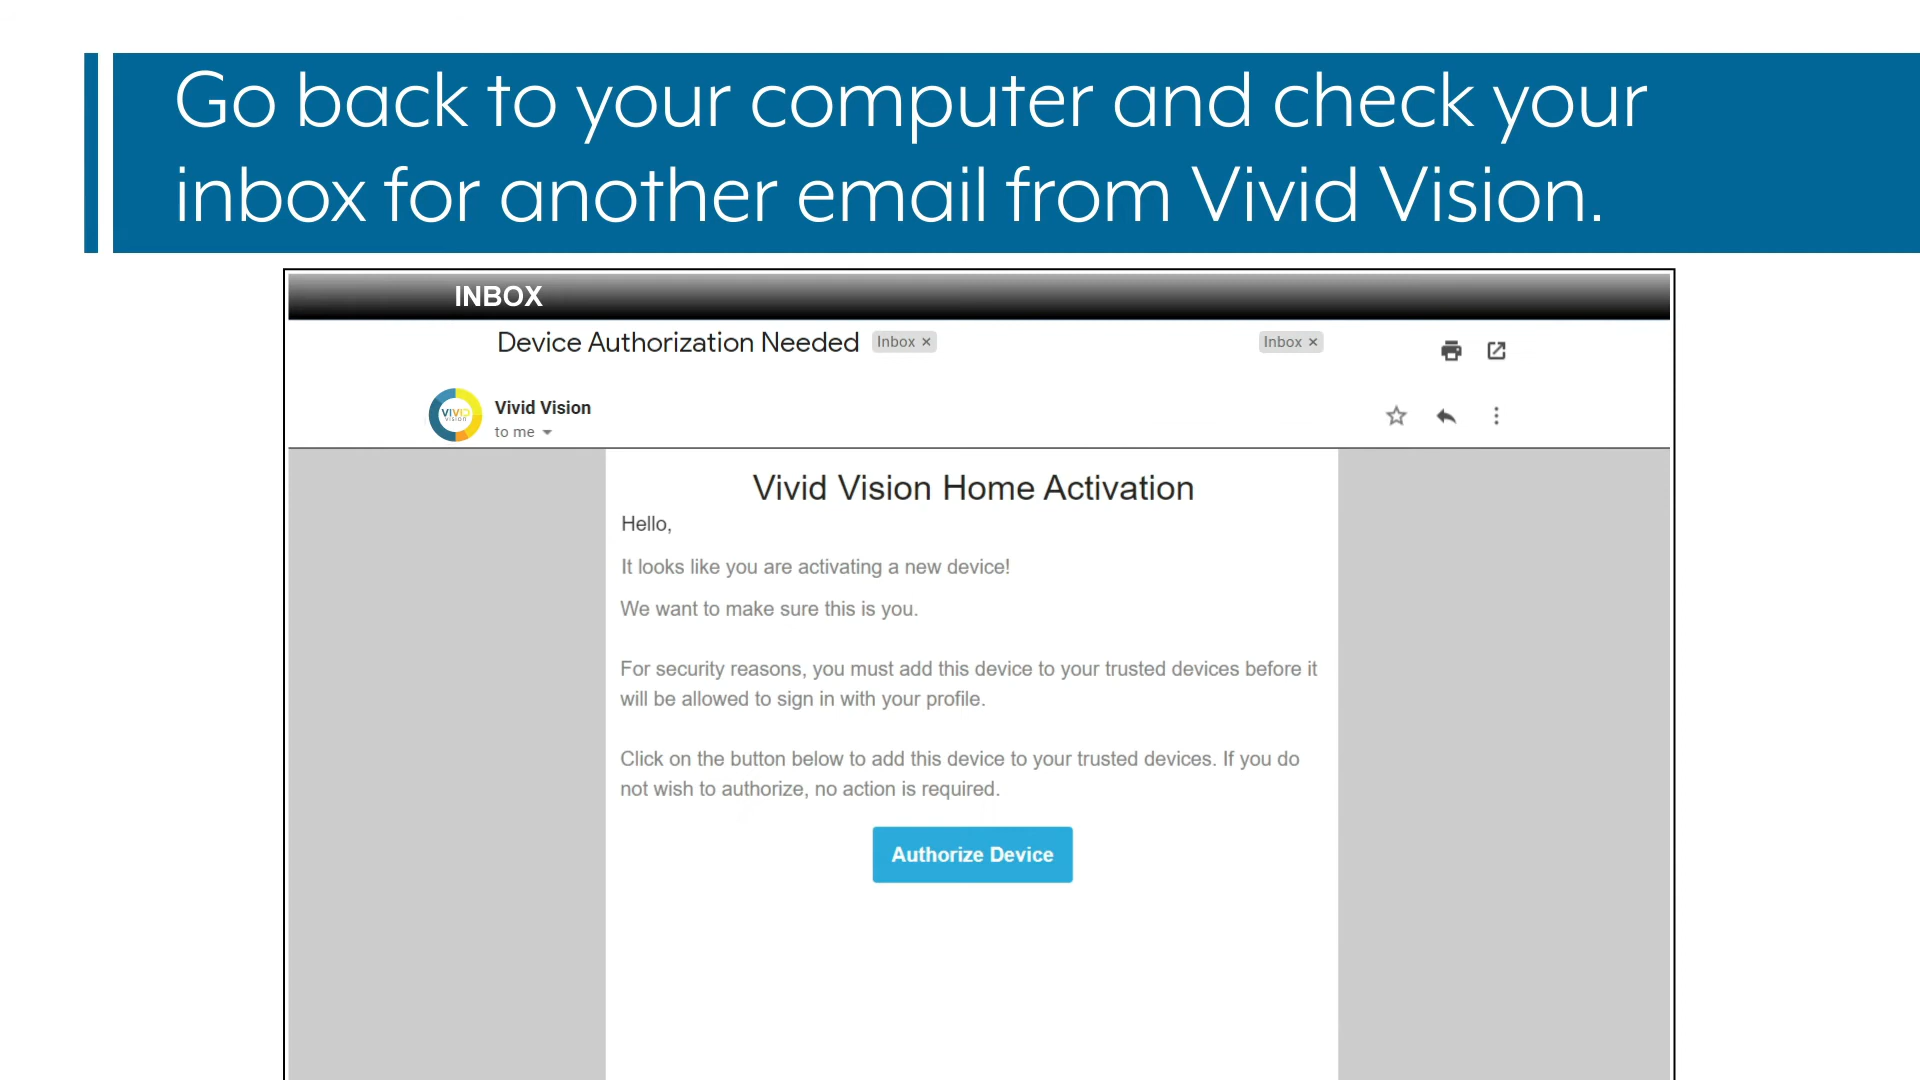 Go back to your computer and check your
inbox for another email from Vivid Vision.
INBOX
Device Authorization Needed Inbox × Inbox ×
VIVID
vision
Vivid Vision
to me
Vivid Vision Home Activation
Hello,
It looks like you are activating a new device!
We want to make sure this is you.
For security reasons, you must add this device to your trusted devices before it
will be allowed to sign in with your profile.
Click on the button below to add this device to your trusted devices. If you do
not wish to authorize, no action is required.
Authorize Device